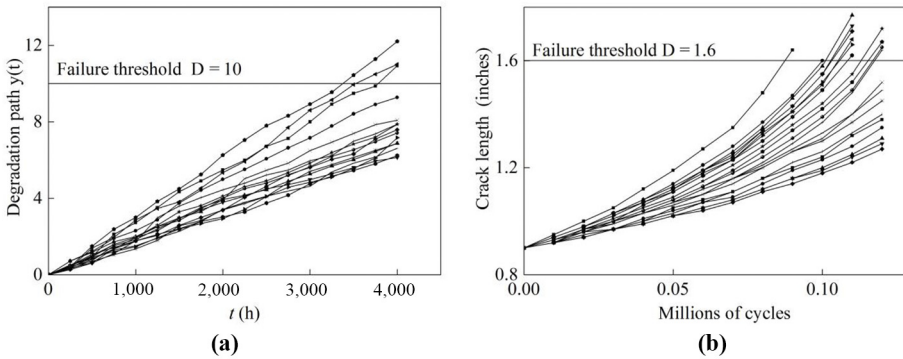 12
8
4
0
Degradation path y(t)
Failure threshold D = 10
0
1,000
2,000
3,000
4,000
t (h)
(a)
1.6
1.2
0.8
Crack length (inches)
Failure threshold D = 1.6
0.00
0.05
0.10
Millions of cycles
(b)